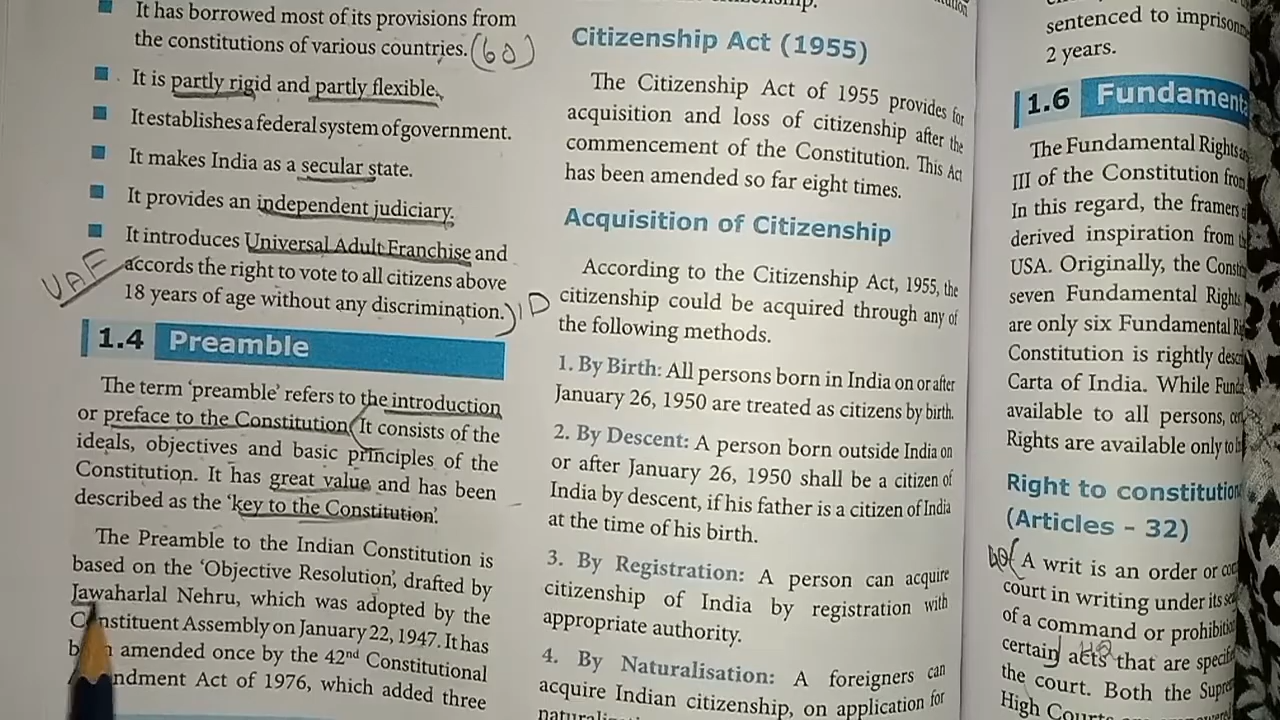 It has borrowed most of its provisions from
the constitutions of various countries. (60)
It is partly rigid and partly flexible.
It establishes a federal system of government.
It makes India as a secular state.
It provides an independent judiciary.
It introduces Universal Adult Franchise and
accords the right to vote to all citizens above
18 years of age without any discrimination.
UAF
1.4 Preamble
The term ‘preamble’ refers to the introduction
or preface to the Constitution. It consists of the
ideals, objectives and basic principles of the
Constitution. It has great value and has been
described as the ‘key to the Constitution’.
The Preamble to the Indian Constitution is
based on the ‘Objective Resolution’, drafted by
Jawaharlal Nehru, which was adopted by the
Constituent Assembly on January 22, 1947. It has
amended once by the 42nd Constitutional
Act of 1976, which added three
Citizenship Act (1955)
The Citizenship Act of 1955 provides for
acquisition and loss of citizenship after the
commencement of the Constitution. This Act
has been amended so far eight times.
Acquisition of Citizenship
According to the Citizenship Act, 1955, the
citizenship could be acquired through any of
the following methods.
1. By Birth: All persons born in India on or after
January 26, 1950 are treated as citizens by birth.
2. By Descent: A person born outside India on
or after January 26, 1950 shall be a citizen of
India by descent, if his father is a citizen of India
at the time of his birth.
3. By Registration: A person can acquire
citizenship of India by registration with
appropriate authority.
4. By Naturalisation: A foreigners can
acquire Indian citizenship, on application for
sentenced to
2 years.
1.6
The Fundamental Rights
III of the Constitution from
In this regard, the framers
derived inspiration from
USA. Originally, the
seven Fundamental Rights
are only six Fundamental
Constitution is rightly
Carta of India. While
available to all persons,
Rights are available only to
Right to
(Articles - 32)
A writ is an order or
court in writing under its
of a command or
certain acts that are
the court. Both the
High